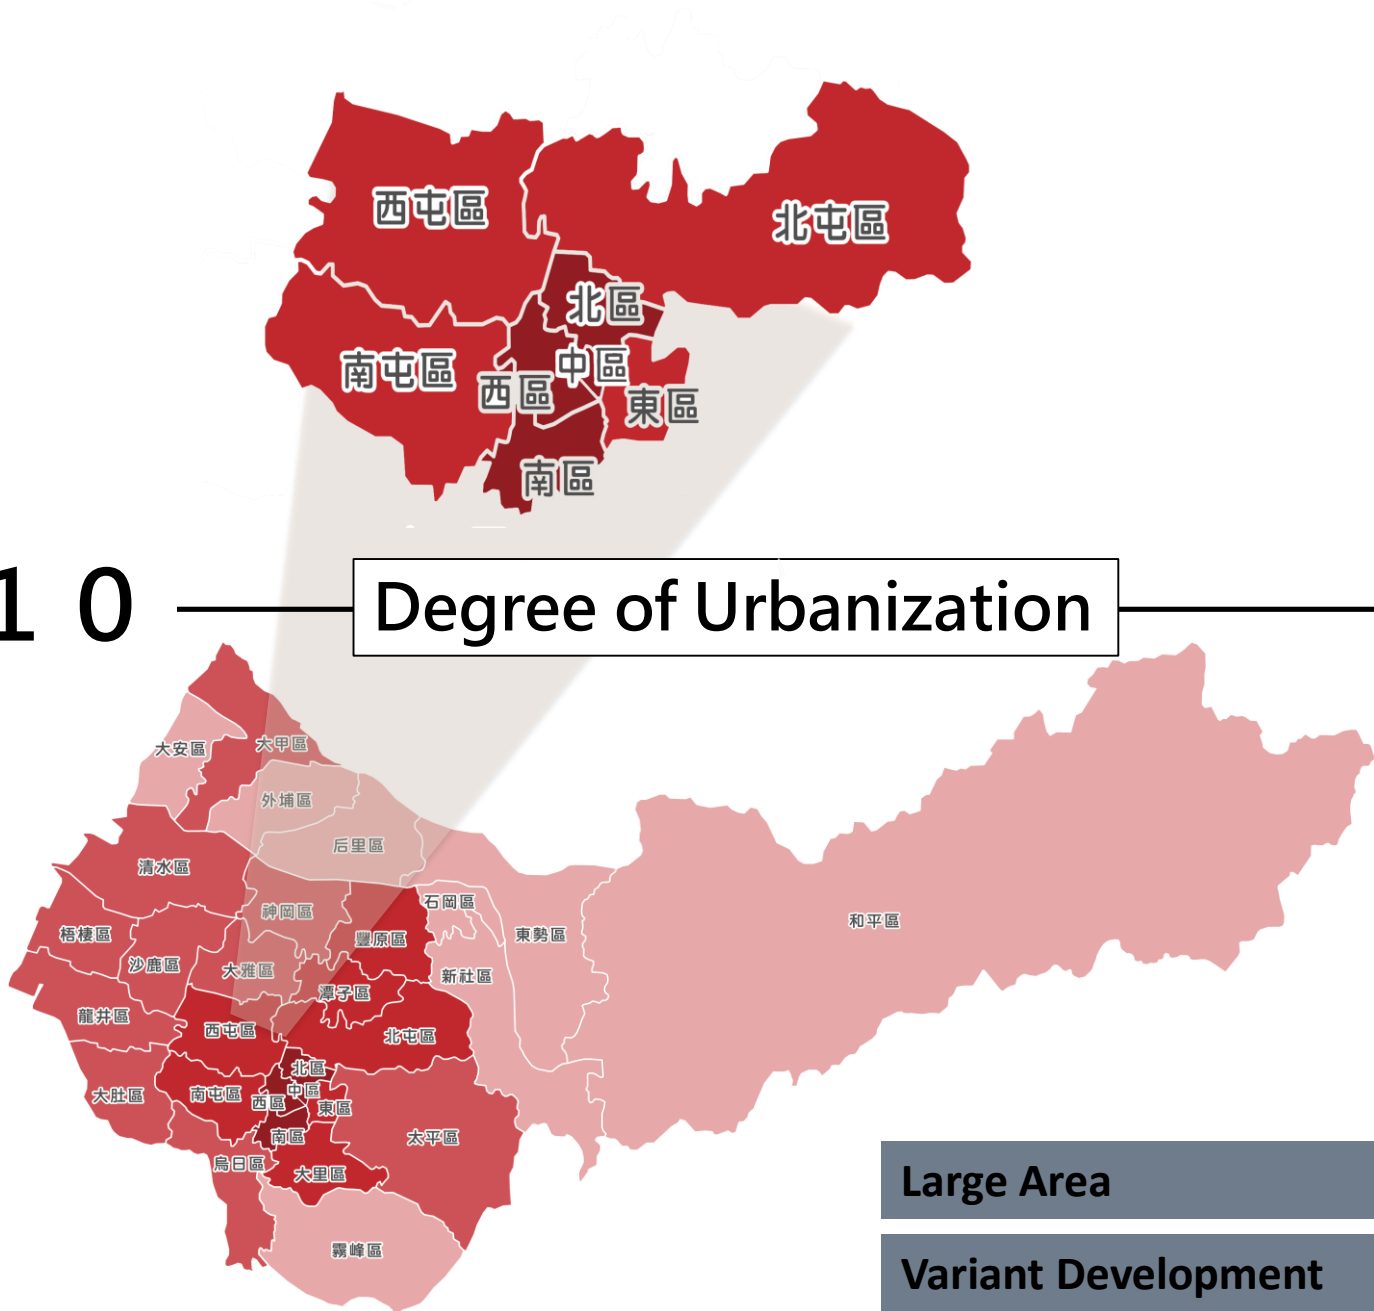 西屯區
北屯區
北區
南屯區
中區
西區
東區
南區
10
Degree of Urbanization
大安區
大甲區
外埔區
后里區
清水區
石岡區
神岡區
和平區
梧棲區
豐原區
東勢區
沙鹿區
大雅區
新社區
潭子區
龍井區
西屯區
北屯區
北區
大肚區
南屯區
中區
西區
東區
南區
太平區
烏日區
大里區
霧峰區
Large Area
Variant Development